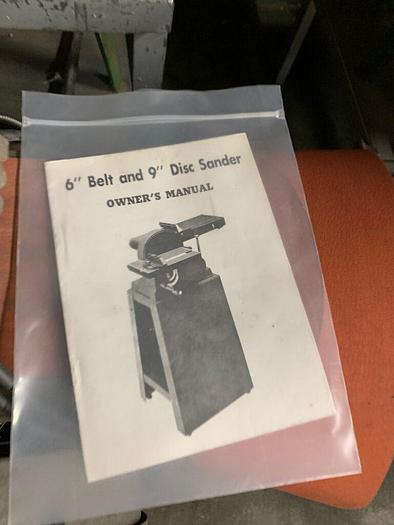 6" Belt and 9" Disc Sander
OWNER'S MANUAL